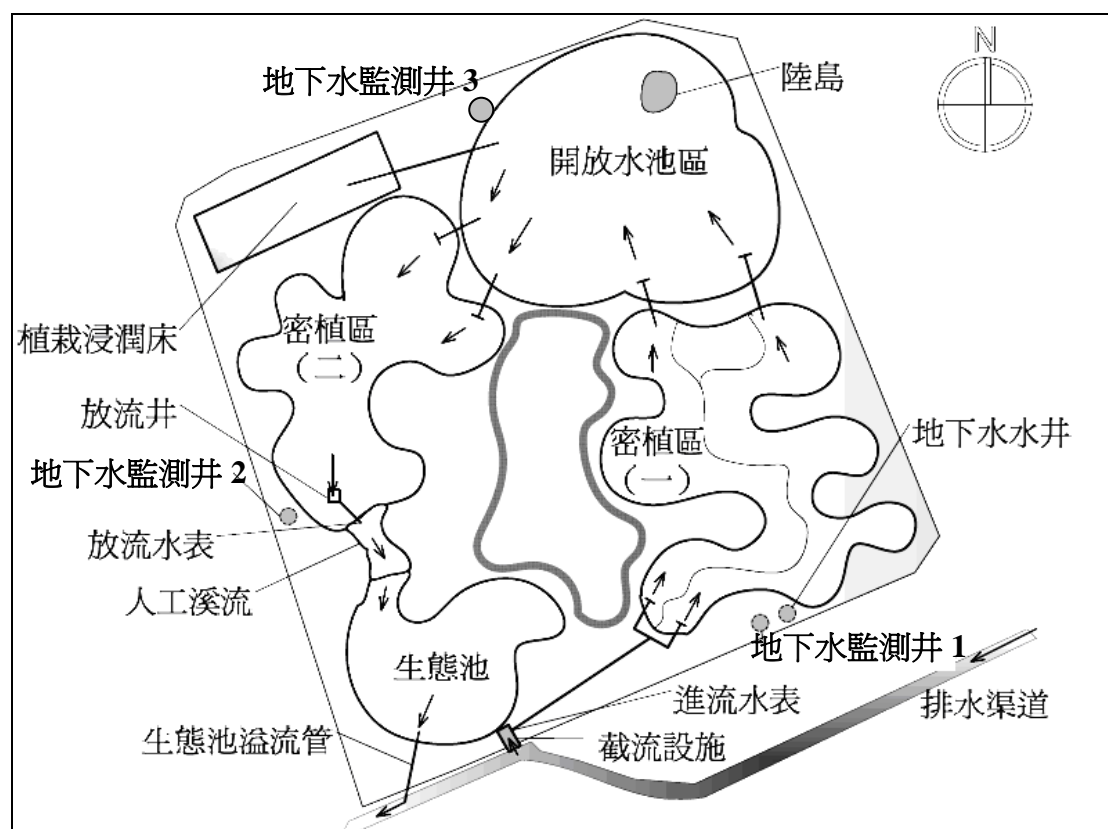 N
地下水監測井 3
陸島
開放水池區
植栽浸潤床
密植區
(二)
放流井
地下水水井
密植區
(一)
地下水監測井 2
放流水表
人工溪流
地下水監測井 1
生態池
進流水表
排水渠道
生態池溢流管
截流設施